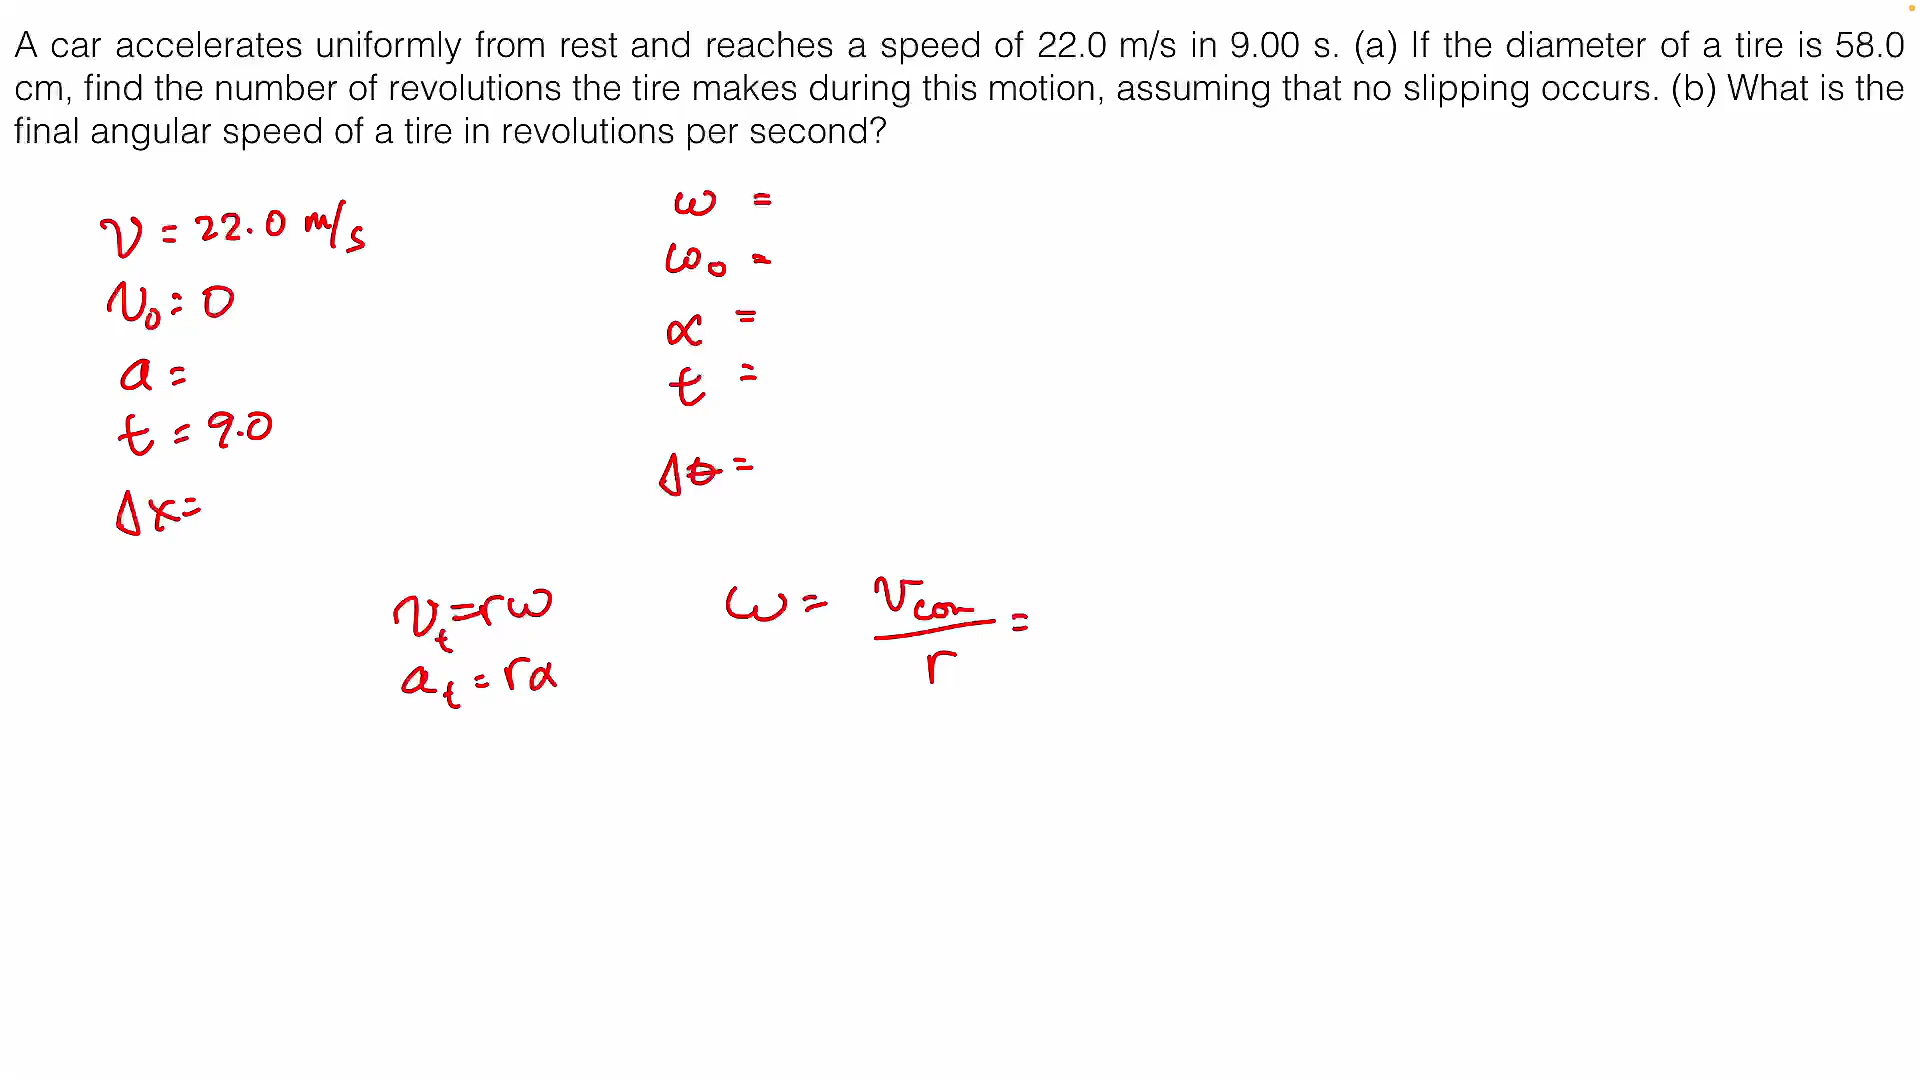 A car accelerates uniformly from rest and reaches a speed of 22.0 m/s in 9.00 s. (a) If the diameter of a tire is 58.0
cm, find the number of revolutions the tire makes during this motion, assuming that no slipping occurs. (b) What is the
final angular speed of a tire in revolutions per second?
v = 22.0 m/s
v₀ = 0
a =
t = 9.0
Δx =
ω =
ω₀ =
α =
t =
Δθ =
v_t = rω
a_t = rα
ω = v_com / r =